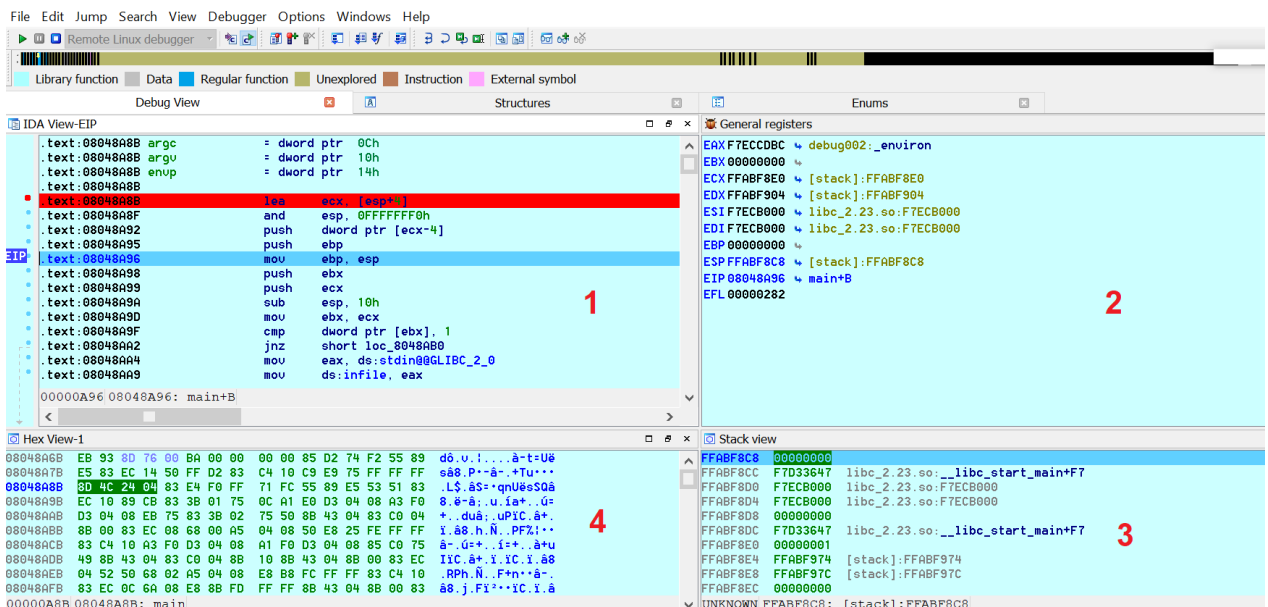 File Edit Jump Search View Debugger Options Windows Help
Remote Linux debugger
Library function Data Regular function Unexplored Instruction External symbol
Debug View Structures Enums
IDA View-EIP
.text:08048A8B argc = dword ptr 0Ch
.text:08048A8B argv = dword ptr 10h
.text:08048A8B envp = dword ptr 14h
.text:08048A8B
.text:08048A8B lea ecx, [esp+4]
.text:08048A8F and esp, 0FFFFFFF0h
.text:08048A92 push dword ptr [ecx-4]
.text:08048A95 push ebp
EIP .text:08048A96 mov ebp, esp
.text:08048A98 push ebx
.text:08048A99 push ecx
.text:08048A9A sub esp, 10h
.text:08048A9D mov ebx, ecx
.text:08048A9F cmp dword ptr [ebx], 1
.text:08048AA2 jnz short loc_8048AB0
.text:08048AA4 mov eax, ds:stdin@@GLIBC_2_0
.text:08048AA9 mov ds:infile, eax
00000A96 08048A96: main+B
1
General registers
EAX F7ECCDBC debug002:_environ
EBX 00000000
ECX FFABF8E0 [stack]:FFABF8E0
EDX FFABF904 [stack]:FFABF904
ESI F7ECB000 libc_2.23.so:F7ECB000
EDI F7ECB000 libc_2.23.so:F7ECB000
EBP 00000000
ESP FFABF8C8 [stack]:FFABF8C8
EIP 08048A96 main+B
EFL 00000282
2
Hex View-1
08048A6B EB 93 8D 76 00 BA 00 00 00 00 85 D2 74 F2 55 89
08048A7B E5 83 EC 14 50 FF D2 83 C4 10 C9 E9 75 FF FF FF
08048A8B 8D 4C 24 04 83 E4 F0 FF 71 FC 55 89 E5 53 51 83
08048A9B EC 10 89 CB 83 3B 01 75 0C A1 E0 D3 04 08 A3 F0
08048AAB D3 04 08 EB 75 83 3B 02 75 50 8B 43 04 83 C0 04
08048ABB 8B 00 83 EC 08 68 00 A5 04 08 50 E8 25 FE FF FF
08048ACB 83 C4 10 A3 F0 D3 04 08 A1 F0 D3 04 08 85 C0 75
08048ADB 49 8B 43 04 83 C0 04 8B 10 8B 43 04 8B 00 83 EC
08048AEB 04 52 50 68 02 A5 04 08 E8 B8 FC FF FF 83 C4 10
08048AFB 83 EC 0C 6A 08 E8 8B FD FF FF 8B 43 04 8B 00 83
00000A8B 08048A8B: main
4
Stack view
FFABF8C8 00000000
FFABF8CC F7D33647 libc_2.23.so:__libc_start_main+F7
FFABF8D0 F7ECB000 libc_2.23.so:F7ECB000
FFABF8D4 F7ECB000 libc_2.23.so:F7ECB000
FFABF8D8 00000000
FFABF8DC F7D33647 libc_2.23.so:__libc_start_main+F7
FFABF8E0 00000001
FFABF8E4 FFABF974 [stack]:FFABF974
FFABF8E8 FFABF97C [stack]:FFABF97C
FFABF8EC 00000000
UNKNOWN FFABF8C8: [stack]:FFABF8C8
3